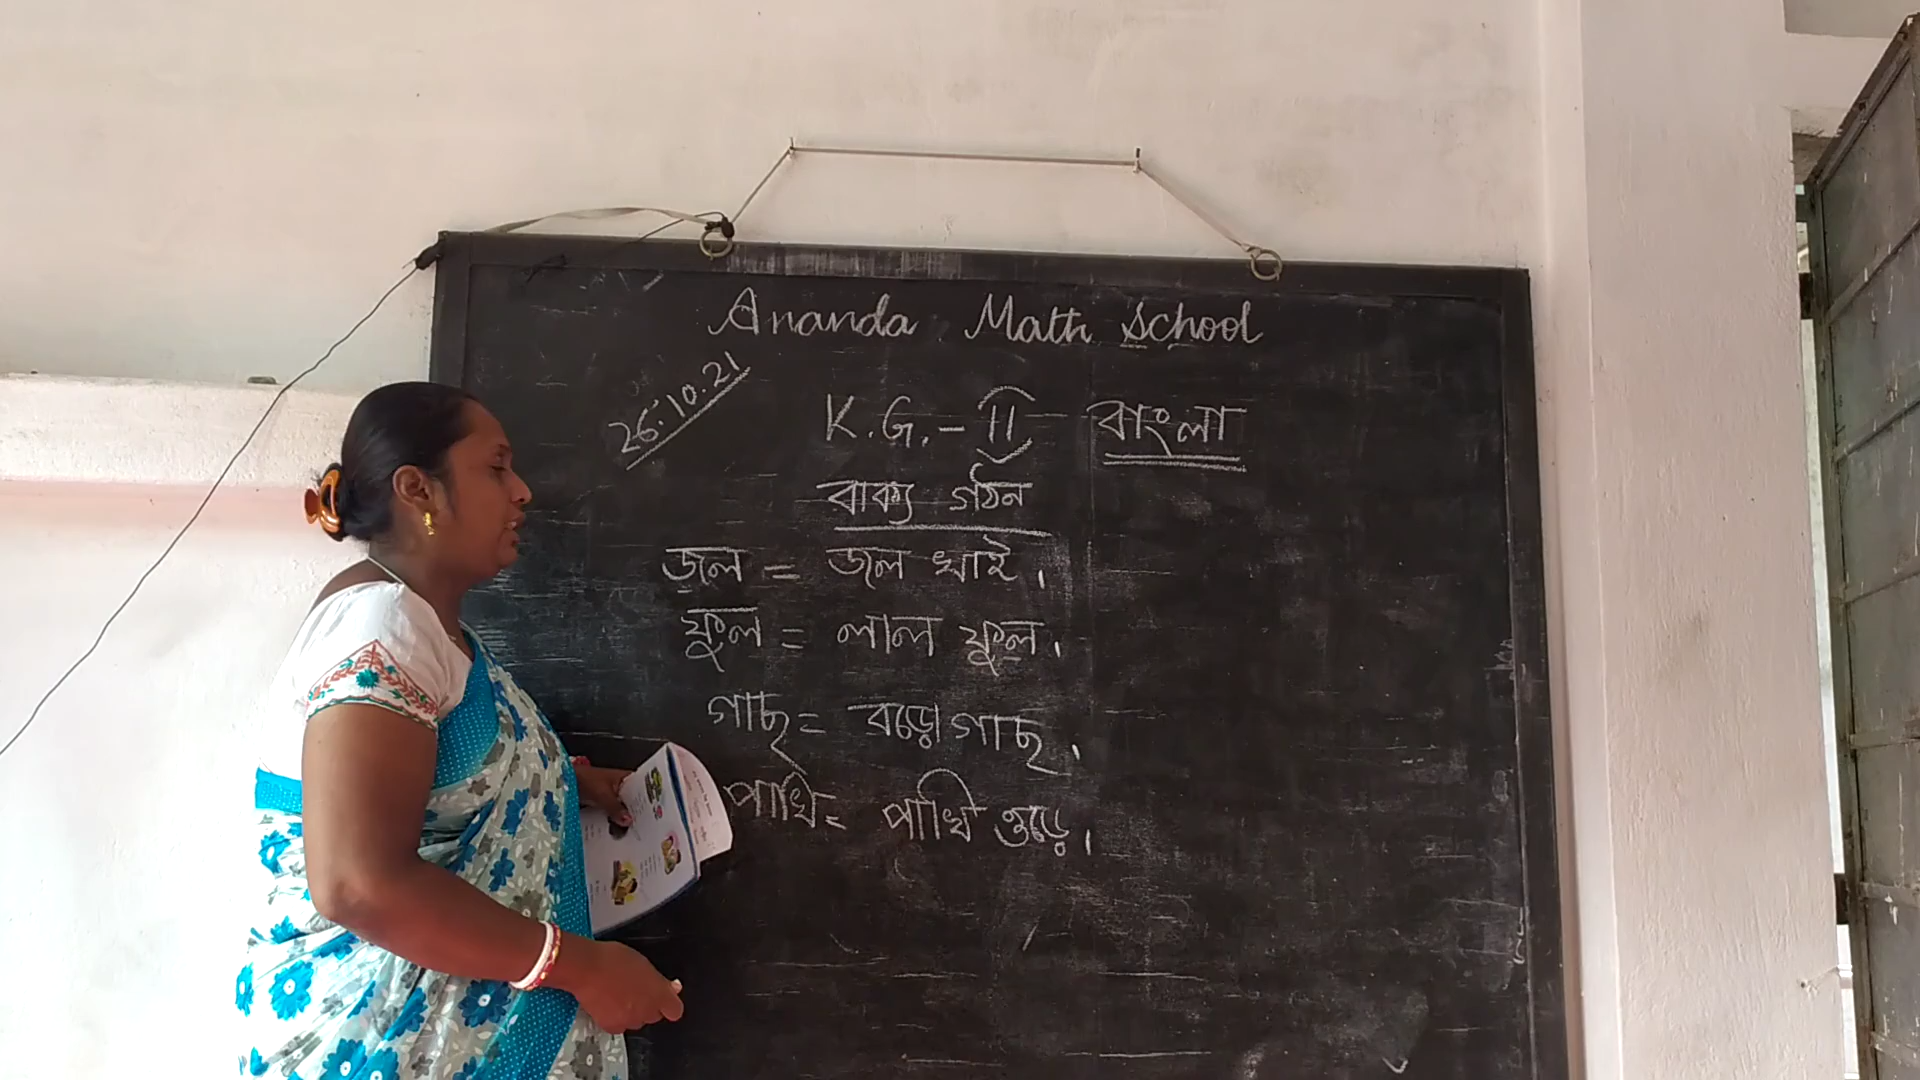 Ananda Math School
26.10.21
K.G.- II বাংলা
বাক্য গঠন
জল = জল খাই।
ফুল = লাল ফুল।
গাছ = বড়ো গাছ।
পাখি = পাখি ওড়ে।